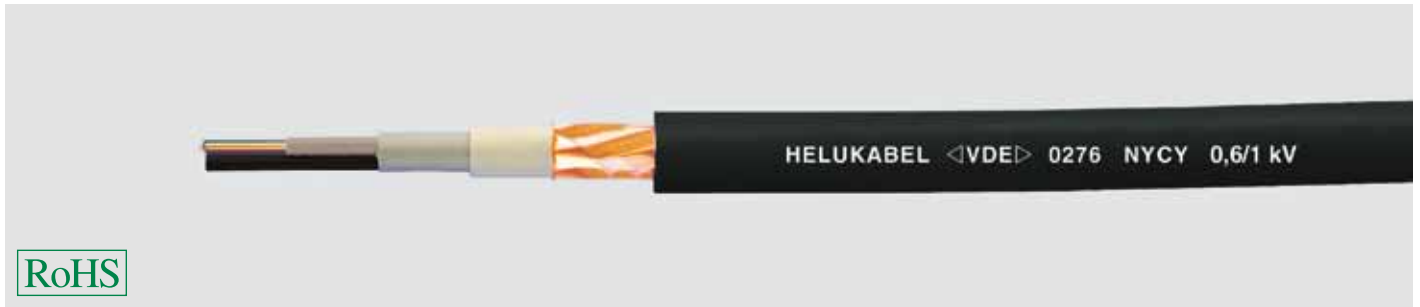 HELUKABEL ◁VDE▷ 0276 NYCY 0,6/1 kV
RoHS